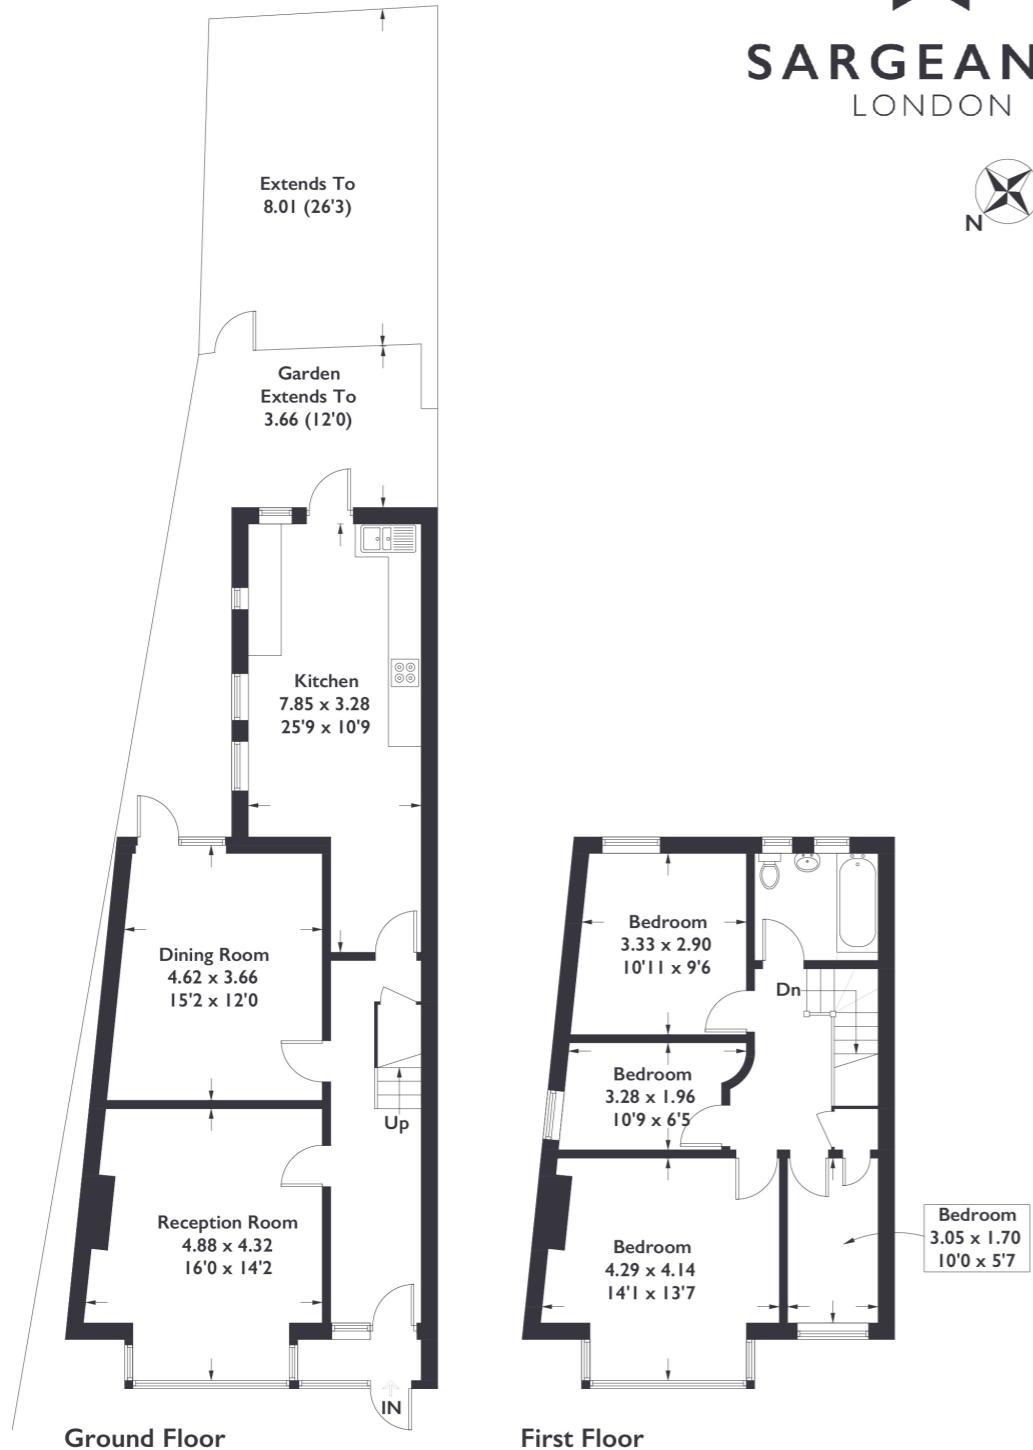 SARGEAN
LONDON
N
Extends To
8.01 (26'3)
Garden
Extends To
3.66 (12'0)
Kitchen
7.85 x 3.28
25'9 x 10'9
Dining Room
4.62 x 3.66
15'2 x 12'0
Up
Reception Room
4.88 x 4.32
16'0 x 14'2
IN
Ground Floor
Bedroom
3.33 x 2.90
10'11 x 9'6
Dn
Bedroom
3.28 x 1.96
10'9 x 6'5
Bedroom
4.29 x 4.14
14'1 x 13'7
Bedroom
3.05 x 1.70
10'0 x 5'7
First Floor